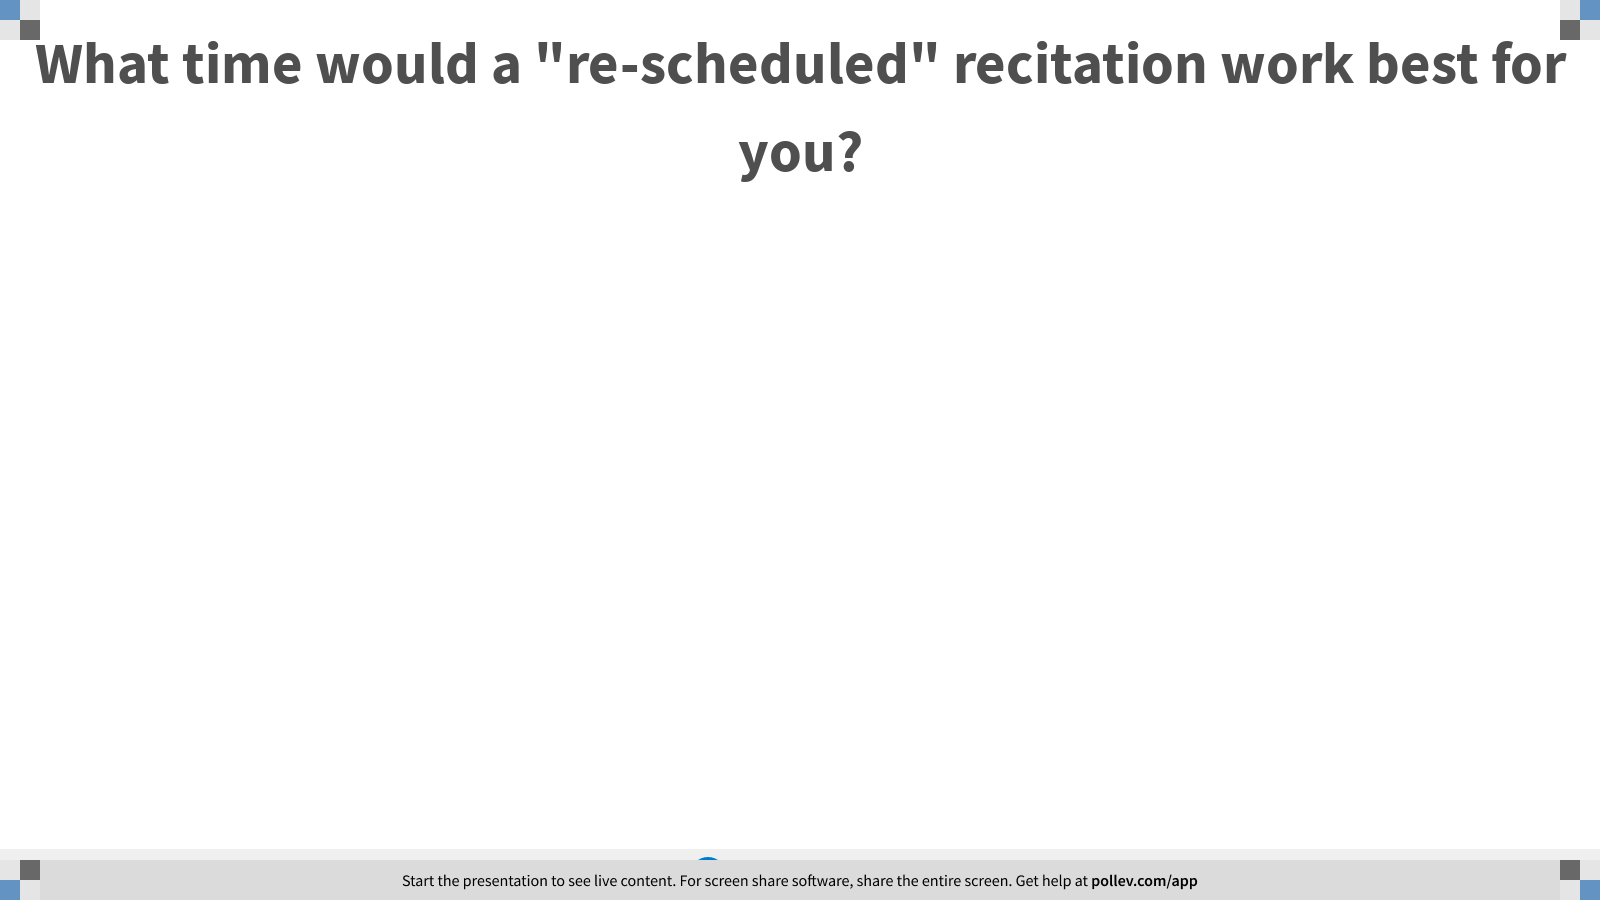 What time would a "re-scheduled" recitation work best for
you?
Start the presentation to see live content. For screen share software, share the entire screen. Get help at pollev.com/app